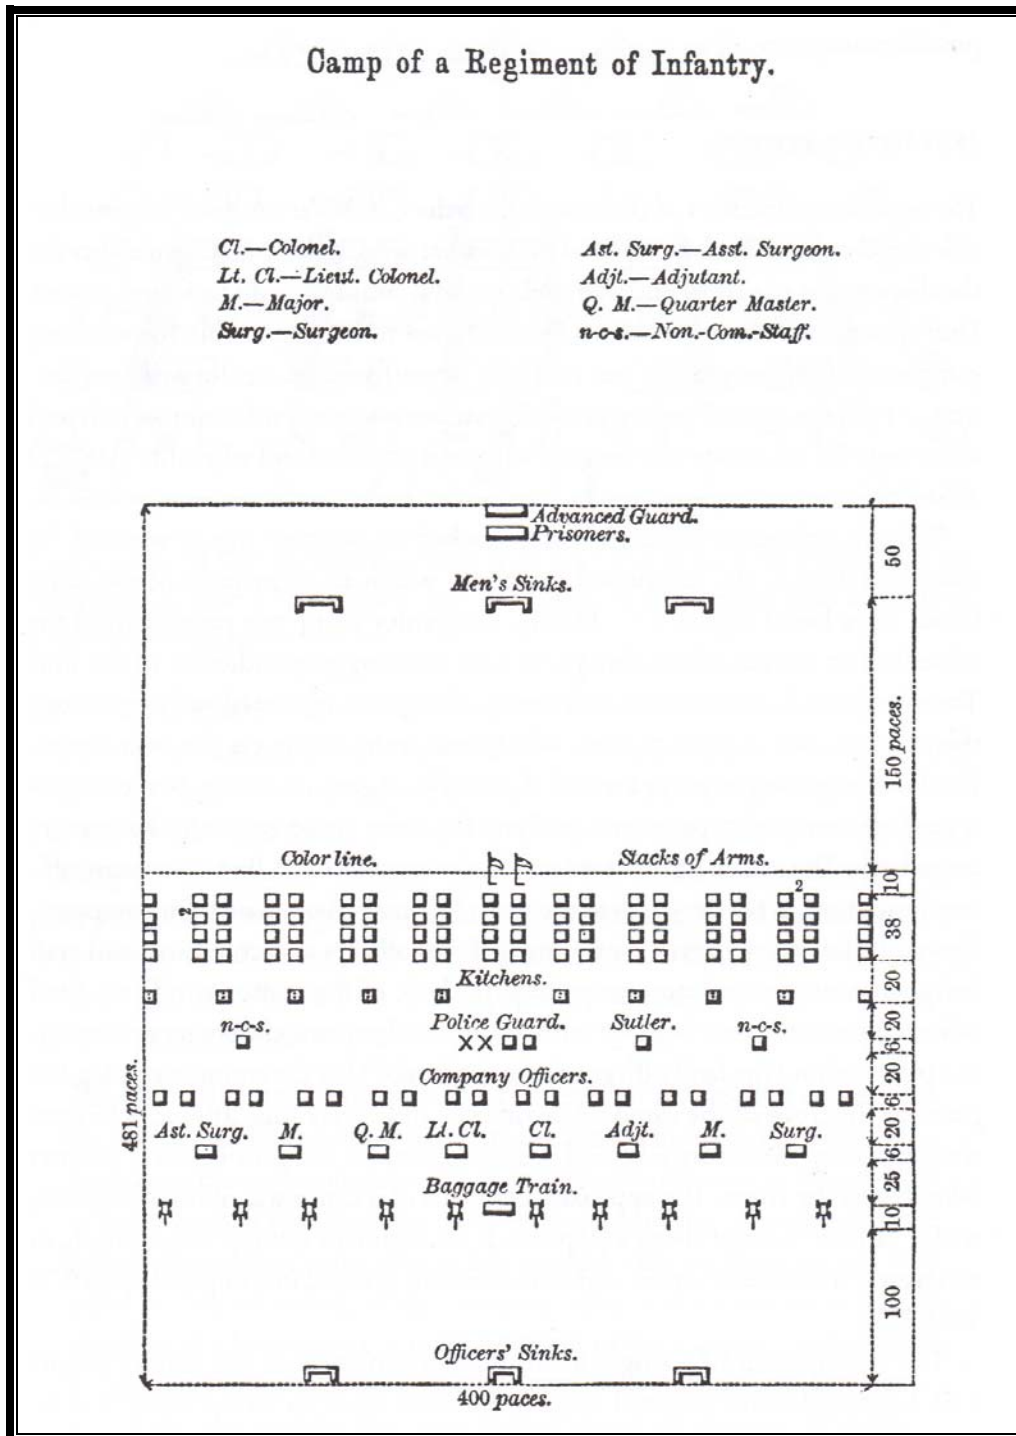 Camp of a Regiment of Infantry.
Cl.—Colonel.
Lt. Cl.—Lieut. Colonel.
M.—Major.
Surg.—Surgeon.
Ast. Surg.—Asst. Surgeon.
Adjt.—Adjutant.
Q. M.—Quarter Master.
n-c-s.—Non.-Com.-Staff.
Advanced Guard.
Prisoners.
50
Men's Sinks.
150 paces.
Color line.
Stacks of Arms.
10
2
2
38
Kitchens.
20
n-c-s.
Police Guard.
Sutler.
n-c-s.
20
6
Company Officers.
20
6
481 paces.
Ast. Surg.
M.
Q. M.
Lt. Cl.
Cl.
Adjt.
M.
Surg.
20
6
Baggage Train.
25
10
100
Officers' Sinks.
400 paces.